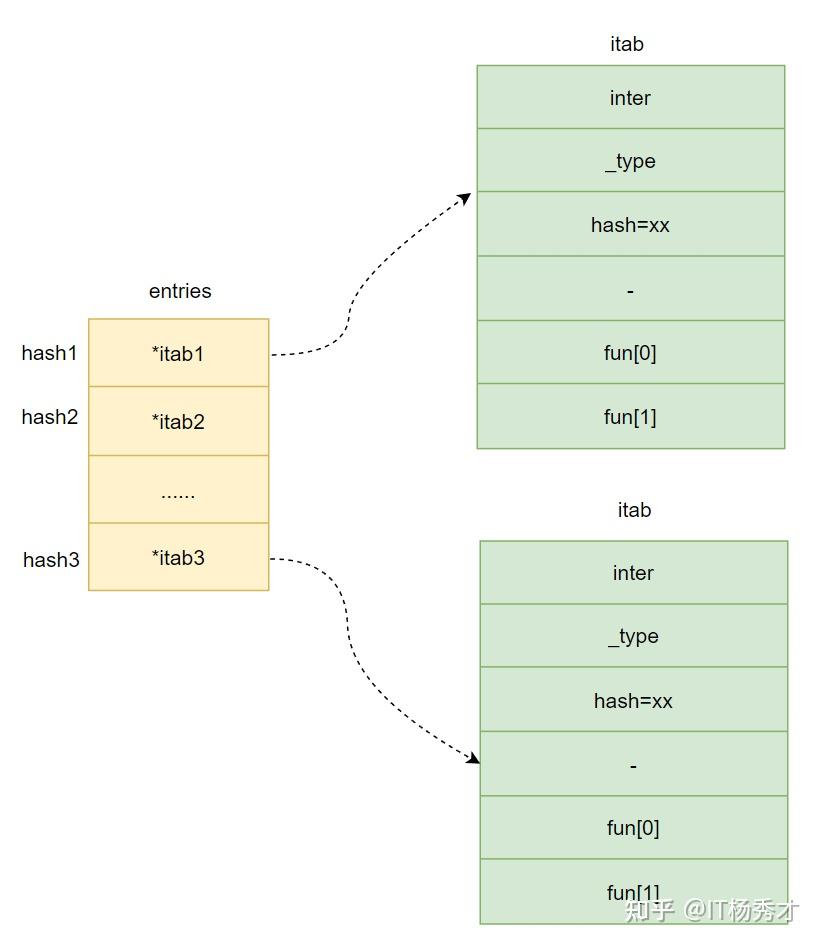 itab
inter
_type
hash=xx
-
fun[0]
fun[1]
entries
hash1
*itab1
hash2
*itab2
......
hash3
*itab3
itab
inter
_type
hash=xx
-
fun[0]
fun[1]
知乎 @IT杨秀才